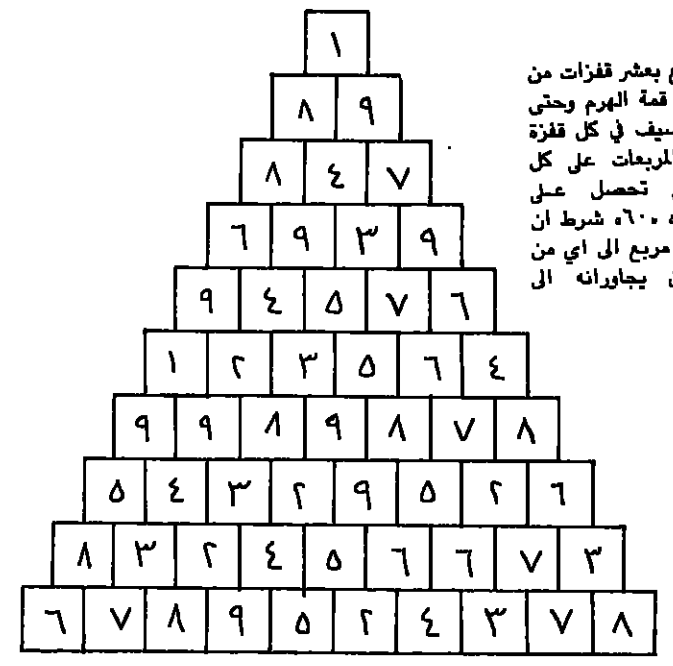 بعشر قفزات من
قمة الهرم وحتى
في كل قفزة
المربعات على كل
تحصل على
٦٠، شرط ان
مربع الى اي من
يجاورانه الى
١
٨ ٩
٨ ٤ ٧
٦ ٩ ٣ ٩
٩ ٤ ٥ ٧ ٦
١ ٢ ٣ ٥ ٦ ٤
٩ ٩ ٨ ٩ ٨ ٧ ٨
٥ ٤ ٣ ٢ ٩ ٥ ٢ ٦
٨ ٣ ٢ ٤ ٥ ٦ ٦ ٧ ٣
٦ ٧ ٨ ٩ ٥ ٢ ٤ ٣ ٧ ٨